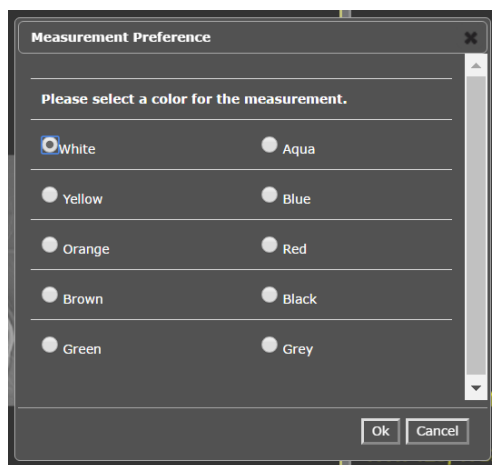 Measurement Preference
Please select a color for the measurement.
White Aqua
Yellow Blue
Orange Red
Brown Black
Green Grey
Ok Cancel